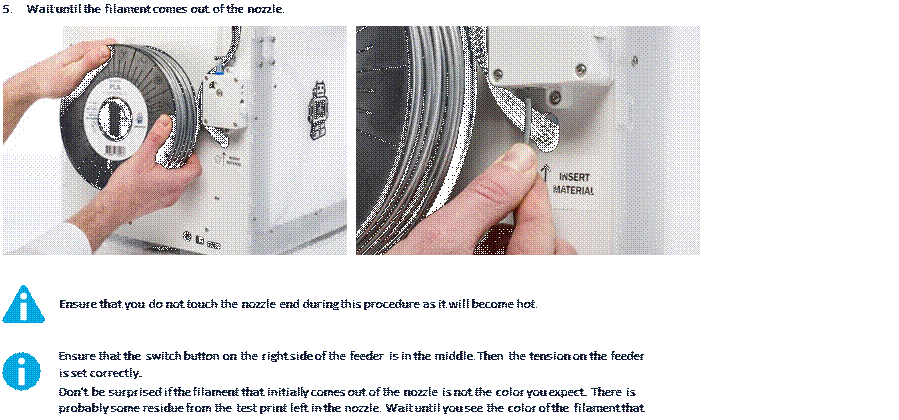 5. Wait until the filament comes out of the nozzle.
PLA
INSERT
MATERIAL
INSERT
MATERIAL
Ensure that you do not touch the nozzle end during this procedure as it will become hot.
Ensure that the switch button on the right side of the feeder is in the middle. Then the tension on the feeder
is set correctly.
Don't be surprised if the filament that initially comes out of the nozzle is not the color you expect. There is
probably some residue from the test print left in the nozzle. Wait until you see the color of the filament that